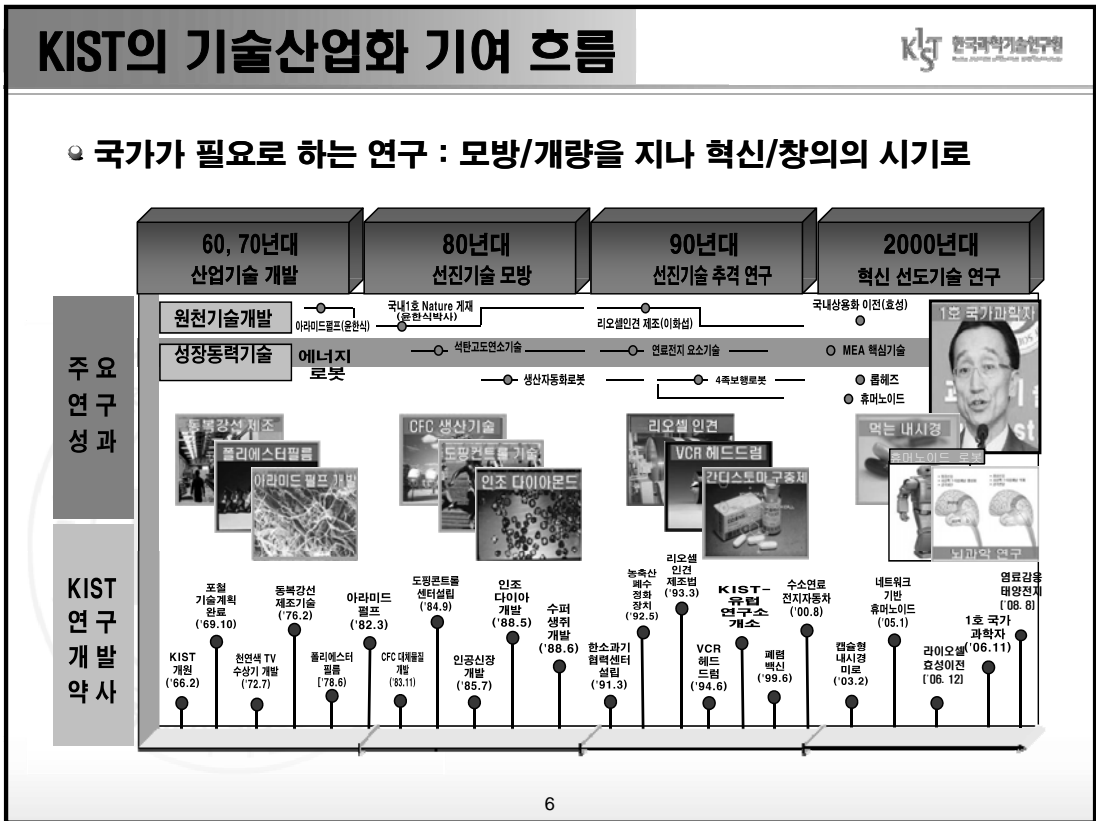 KIST의 기술산업화 기여 흐름
KIST 한국과학기술연구원
국가가 필요로 하는 연구 : 모방/개량을 지나 혁신/창의의 시기로
60, 70년대
산업기술 개발
80년대
선진기술 모방
90년대
선진기술 추격 연구
2000년대
혁신 선도기술 연구
주 요
연 구
성 과
원천기술개발
아라미드펄프(윤한식)
국내1호 Nature 게재
(윤한식박사)
리오셀인견 제조(이화섭)
국내상용화 이전(효성)
성장동력기술
에너지
로봇
석탄고도연소기술
연료전지 요소기술
MEA 핵심기술
생산자동화로봇
4족보행로봇
롭헤즈
휴머노이드
1호 국가과학자
동복강선 제조
폴리에스터필름
아라미드 펄프 개발
CFC 생산기술
도핑컨트롤 기술
인조 다이아몬드
리오셀 인견
VCR 헤드드럼
간디스토마 구충제
먹는 내시경
휴머노이드 로봇
뇌과학 연구
KIST
연 구
개 발
약 사
KIST
개원
('66.2)
포철
기술계획
완료
('69.10)
천연색 TV
수상기 개발
('72.7)
동복강선
제조기술
('76.2)
폴리에스터
필름
['78.6)
아라미드
펄프
('82.3)
CFC 대체물질
개발
('83.11)
도핑콘트롤
센터설립
('84.9)
인공신장
개발
('85.7)
인조
다이아
개발
('88.5)
수퍼
생쥐
개발
('88.6)
한소과기
협력센터
설립
('91.3)
농축산
폐수
정화
장치
('92.5)
리오셀
인견
제조법
('93.3)
VCR
헤드
드럼
('94.6)
KIST-
유럽
연구소
개소
폐렴
백신
('99.6)
수소연료
전지자동차
('00.8)
캡슐형
내시경
미로
('03.2)
네트워크
기반
휴머노이드
('05.1)
라이오셀
효성이전
('06. 12)
1호 국가
과학자
('06.11)
염료감응
태양전지
('08. 8)
6